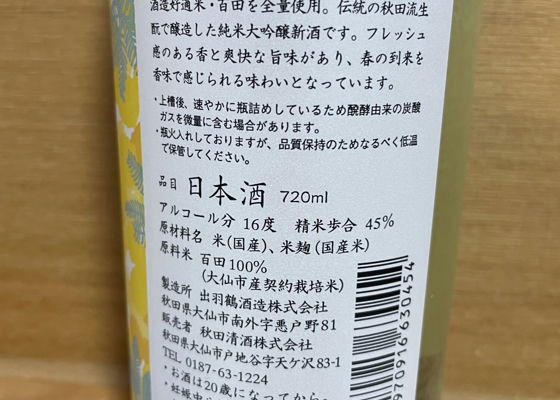 酒造好適米・百田を全量使用。伝統の秋田流生
酛で醸造した純米大吟醸新酒です。フレッシュ
感のある香と爽快な旨味があり、春の到来を
香味で感じられる味わいとなっています。
・上槽後、速やかに瓶詰めしているため醗酵由来の炭酸
ガスを微量に含む場合があります。
・瓶火入れしておりますが、品質保持のためなるべく低温
で保管してください。
品目 日本酒 720ml
アルコール分 16度 精米歩合 45%
原材料名 米(国産)、米麹(国産米)
原料米 百田100%
(大仙市産契約栽培米)
製造所 出羽鶴酒造株式会社
秋田県大仙市南外字悪戸野81
販売者 秋田清酒株式会社
秋田県大仙市戸地谷字天ケ沢83-1
TEL 0187-63-1224
・お酒は20歳になってから。
・妊娠中
970916630454